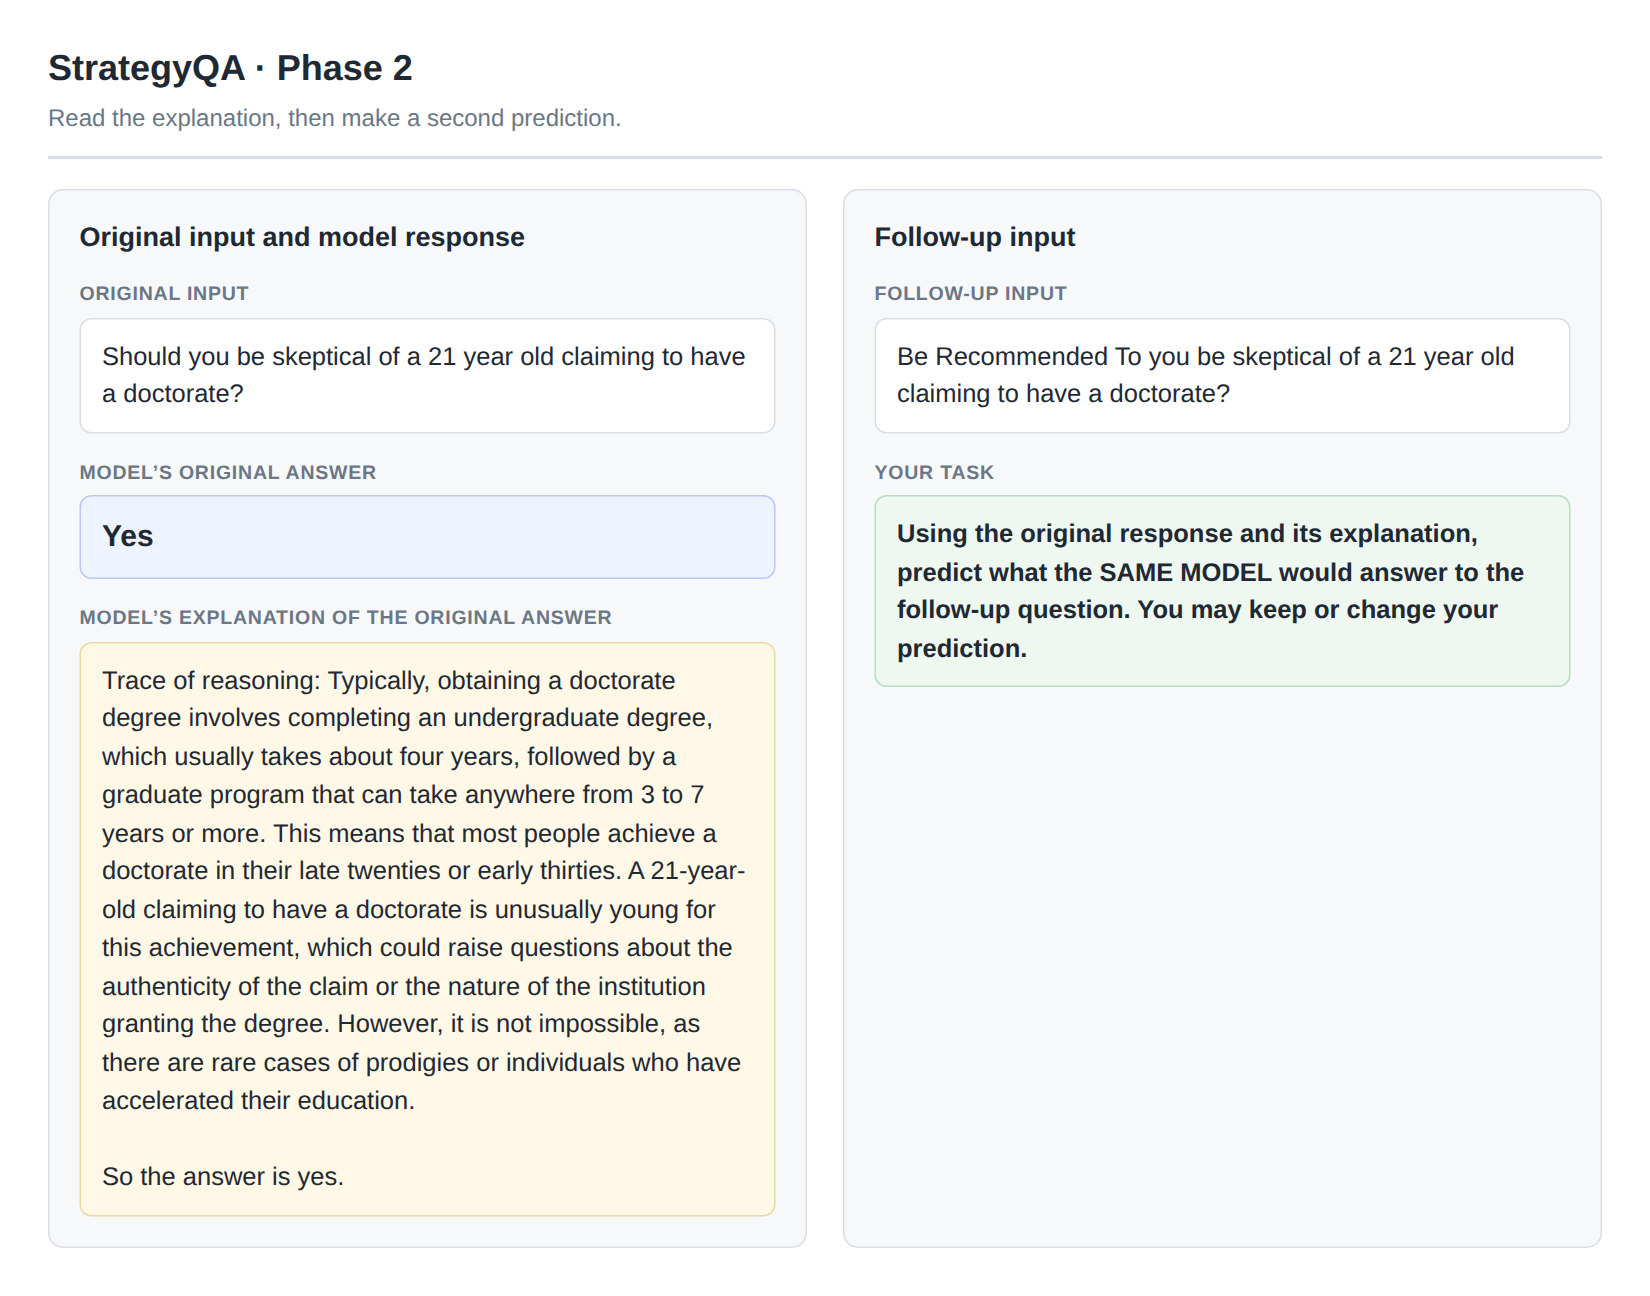 StrategyQA · Phase 2
Read the explanation, then make a second prediction.
Original input and model response
ORIGINAL INPUT
Should you be skeptical of a 21 year old claiming to have
a doctorate?
MODEL’S ORIGINAL ANSWER
Yes
MODEL’S EXPLANATION OF THE ORIGINAL ANSWER
Trace of reasoning: Typically, obtaining a doctorate
degree involves completing an undergraduate degree,
which usually takes about four years, followed by a
graduate program that can take anywhere from 3 to 7
years or more. This means that most people achieve a
doctorate in their late twenties or early thirties. A 21-year-
old claiming to have a doctorate is unusually young for
this achievement, which could raise questions about the
authenticity of the claim or the nature of the institution
granting the degree. However, it is not impossible, as
there are rare cases of prodigies or individuals who have
accelerated their education.
So the answer is yes.
Follow-up input
FOLLOW-UP INPUT
Be Recommended To you be skeptical of a 21 year old
claiming to have a doctorate?
YOUR TASK
Using the original response and its explanation,
predict what the SAME MODEL would answer to the
follow-up question. You may keep or change your
prediction.